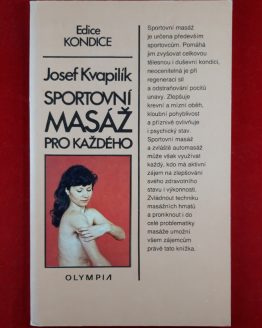 Edice
KONDICE
Josef Kvapilík
SPORTOVNÍ
MASÁŽ
PRO KAŽDÉHO
OLYMPIA
Sportovní masáž
je určena především
sportovcům. Pomáhá
jim zvyšovat celkovou
tělesnou i duševní kondici,
neocenitelná je při
regeneraci sil
a odstraňování pocitů
únavy. Zlepšuje
krevní a mízní oběh,
kloubní pohyblivost
a příznivě ovlivňuje
i psychický stav.
Sportovní masáž
a zvláště automasáž
může však využívat
každý, kdo má aktivní
zájem na zlepšování
svého zdravotního
stavu i výkonnosti.
Zvládnout techniku
masážních hmatů
a proniknout i do
celé problematiky
masáže umožní
všem zájemcům
právě tato knížka.